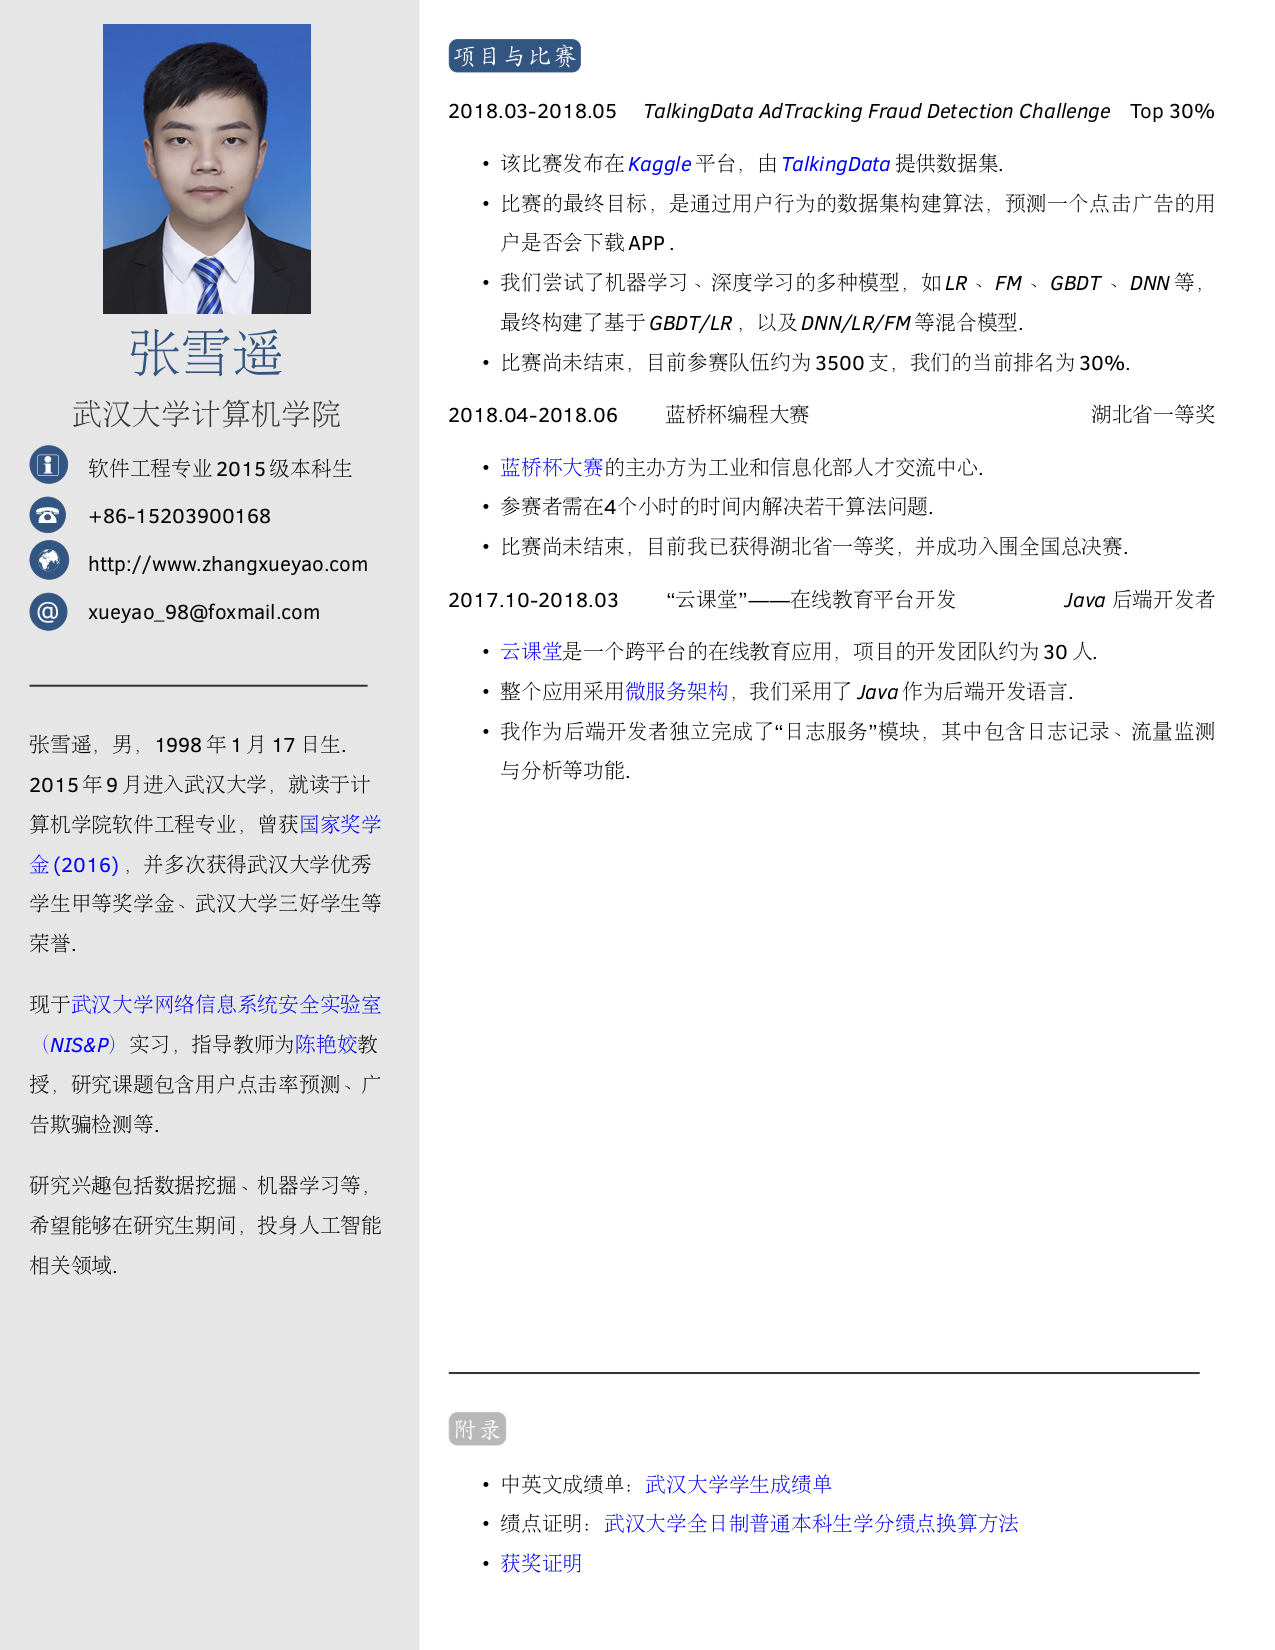 张雪遥
武汉大学计算机学院
软件工程专业 2015 级本科生
+86-15203900168
http://www.zhangxueyao.com
@
xueyao_98@foxmail.com
张雪遥，男，1998 年 1 月 17 日生.
2015 年 9 月进入武汉大学，就读于计
算机学院软件工程专业，曾获国家奖学
金 (2016) ，并多次获得武汉大学优秀
学生甲等奖学金、武汉大学三好学生等
荣誉.
现于武汉大学网络信息系统安全实验室
（NIS&P）实习，指导教师为陈艳姣教
授，研究课题包含用户点击率预测、广
告欺骗检测等.
研究兴趣包括数据挖掘、机器学习等，
希望能够在研究生期间，投身人工智能
相关领域.
项目与比赛
2018.03-2018.05 TalkingData AdTracking Fraud Detection Challenge Top 30%
• 该比赛发布在 Kaggle 平台，由 TalkingData 提供数据集.
• 比赛的最终目标，是通过用户行为的数据集构建算法，预测一个点击广告的用
户是否会下载 APP .
• 我们尝试了机器学习、深度学习的多种模型，如 LR 、 FM 、 GBDT 、 DNN 等，
最终构建了基于 GBDT/LR ，以及 DNN/LR/FM 等混合模型.
• 比赛尚未结束，目前参赛队伍约为 3500 支，我们的当前排名为 30%.
2018.04-2018.06 蓝桥杯编程大赛 湖北省一等奖
• 蓝桥杯大赛的主办方为工业和信息化部人才交流中心.
• 参赛者需在4个小时的时间内解决若干算法问题.
• 比赛尚未结束，目前我已获得湖北省一等奖，并成功入围全国总决赛.
2017.10-2018.03 “云课堂”——在线教育平台开发 Java 后端开发者
• 云课堂是一个跨平台的在线教育应用，项目的开发团队约为 30 人.
• 整个应用采用微服务架构，我们采用了 Java 作为后端开发语言.
• 我作为后端开发者独立完成了“日志服务”模块，其中包含日志记录、流量监测
与分析等功能.
附录
• 中英文成绩单：武汉大学学生成绩单
• 绩点证明：武汉大学全日制普通本科生学分绩点换算方法
• 获奖证明